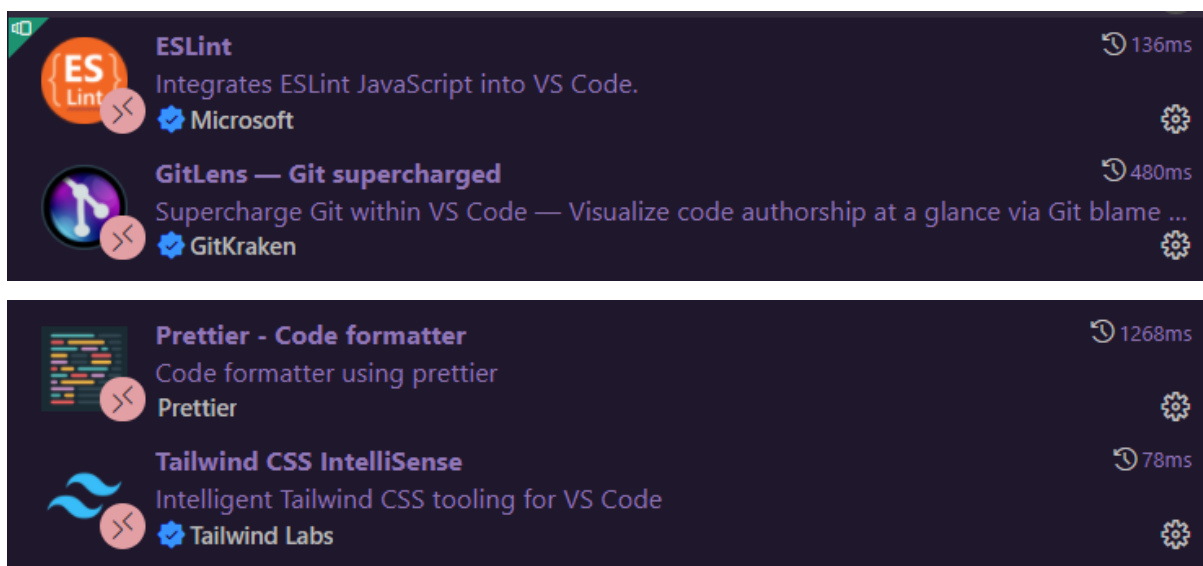 ES
Lint
ESLint
136ms
Integrates ESLint JavaScript into VS Code.
Microsoft
GitLens — Git supercharged
480ms
Supercharge Git within VS Code — Visualize code authorship at a glance via Git blame ...
GitKraken
Prettier - Code formatter
1268ms
Code formatter using prettier
Prettier
Tailwind CSS IntelliSense
78ms
Intelligent Tailwind CSS tooling for VS Code
Tailwind Labs